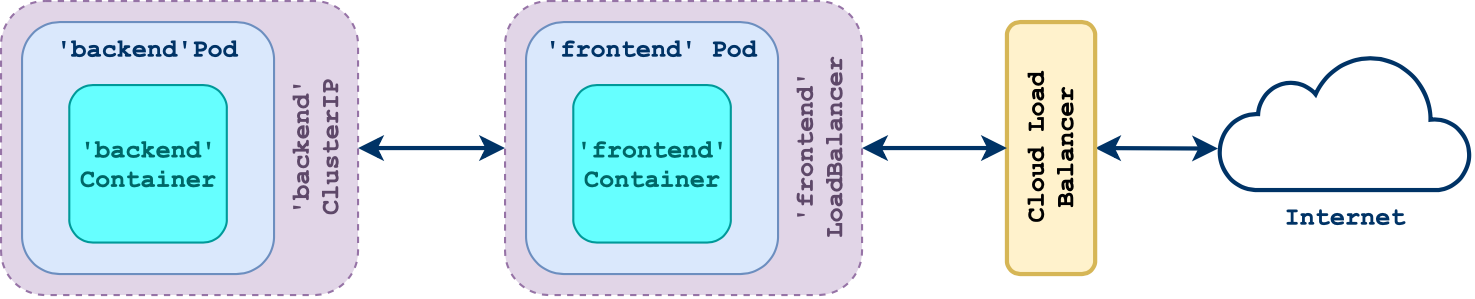 'backend'Pod
'backend'
Container
'backend'
ClusterIP
'frontend' Pod
'frontend'
Container
'frontend'
LoadBalancer
Cloud Load
Balancer
Internet